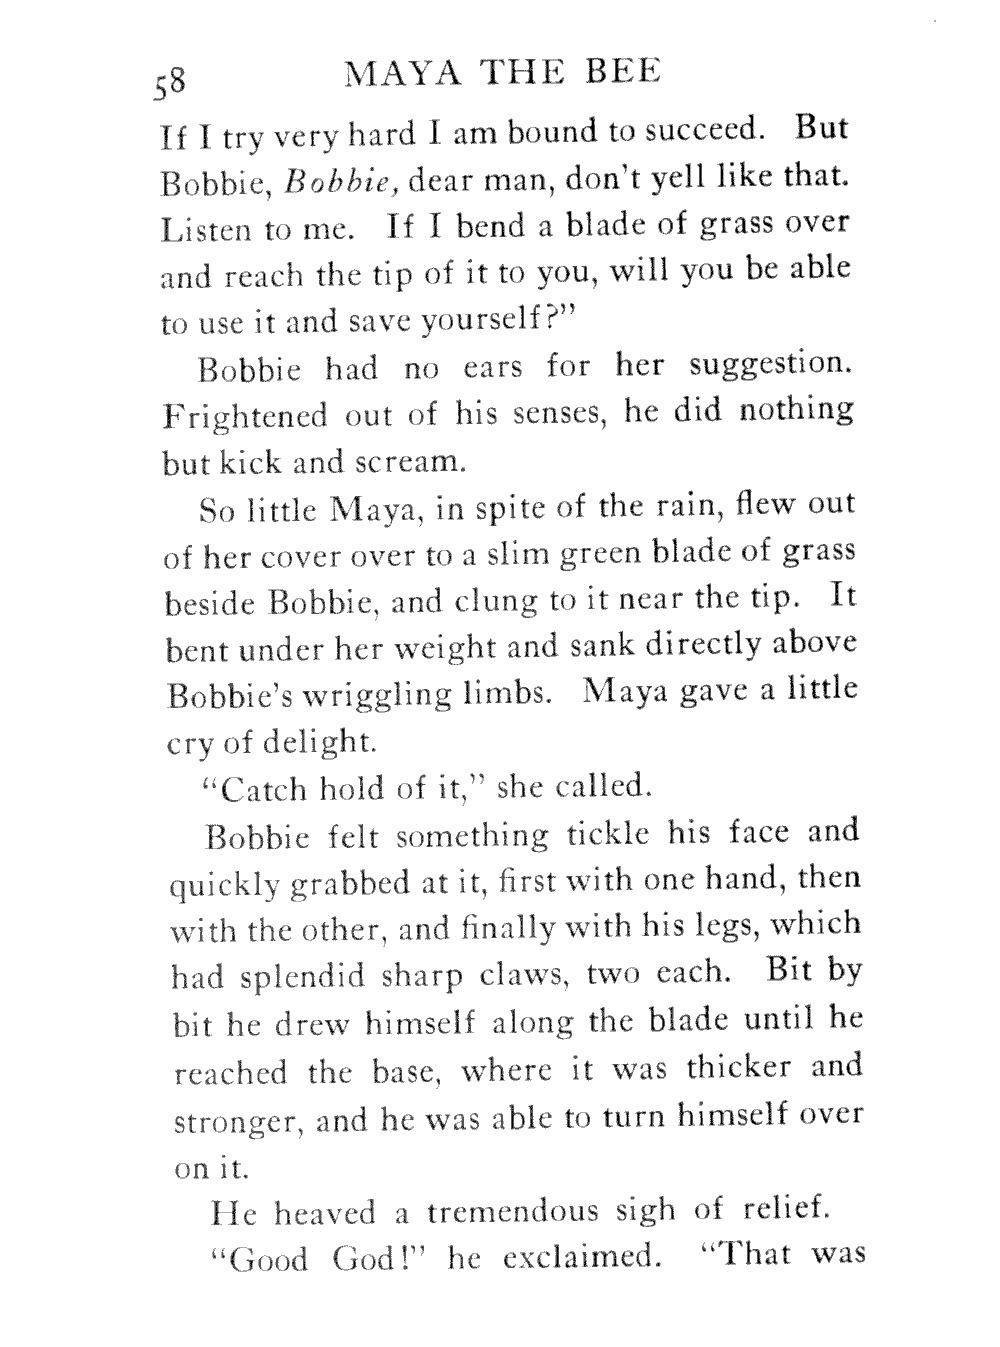 58 MAYA THE BEE
If I try very hard I am bound to succeed. But
Bobbie, Bobbie, dear man, don't yell like that.
Listen to me. If I bend a blade of grass over
and reach the tip of it to you, will you be able
to use it and save yourself?”
Bobbie had no ears for her suggestion.
Frightened out of his senses, he did nothing
but kick and scream.
So little Maya, in spite of the rain, flew out
of her cover over to a slim green blade of grass
beside Bobbie, and clung to it near the tip. It
bent under her weight and sank directly above
Bobbie's wriggling limbs. Maya gave a little
cry of delight.
“Catch hold of it,” she called.
Bobbie felt something tickle his face and
quickly grabbed at it, first with one hand, then
with the other, and finally with his legs, which
had splendid sharp claws, two each. Bit by
bit he drew himself along the blade until he
reached the base, where it was thicker and
stronger, and he was able to turn himself over
on it.
He heaved a tremendous sigh of relief.
“Good God!” he exclaimed. “That was